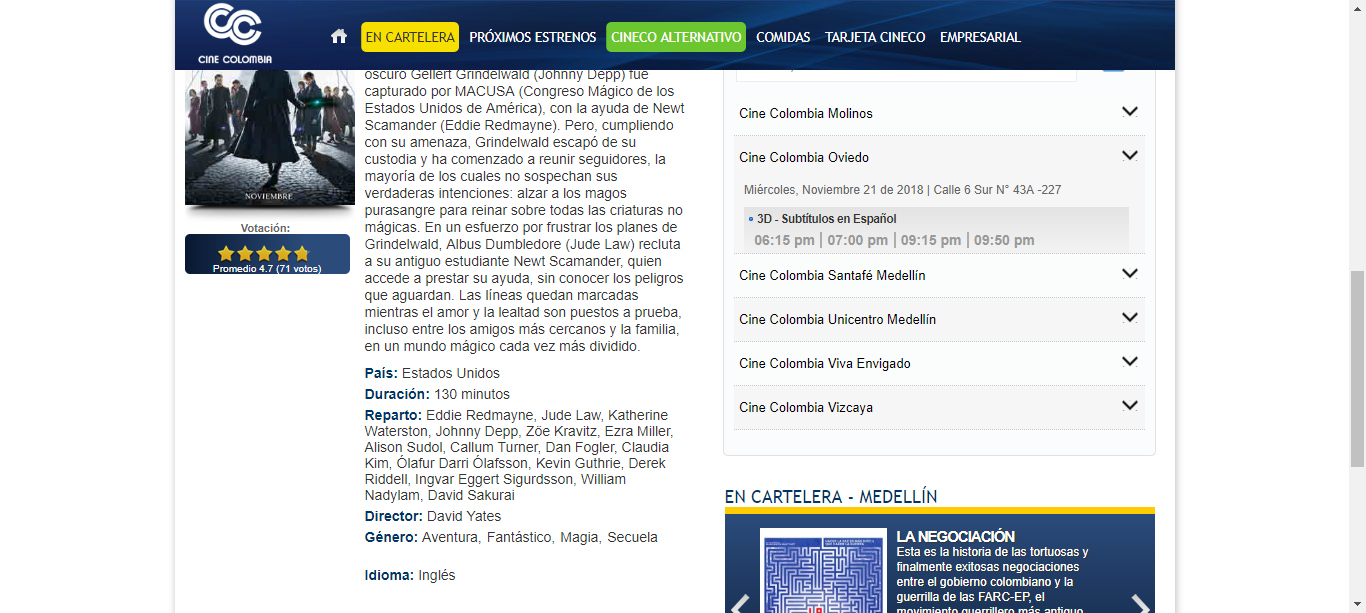 CINE COLOMBIA
EN CARTELERA
PRÓXIMOS ESTRENOS
CINECO ALTERNATIVO
COMIDAS
TARJETA CINECO
EMPRESARIAL
NOVIEMBRE
Votación:
Promedio 4.7 (71 votos)
oscuro Gellert Grindelwald (Johnny Depp) fue
capturado por MACUSA (Congreso Mágico de los
Estados Unidos de América), con la ayuda de Newt
Scamander (Eddie Redmayne). Pero, cumpliendo
con su amenaza, Grindelwald escapó de su
custodia y ha comenzado a reunir seguidores, la
mayoría de los cuales no sospechan sus
verdaderas intenciones: alzar a los magos
purasangre para reinar sobre todas las criaturas no
mágicas. En un esfuerzo por frustrar los planes de
Grindelwald, Albus Dumbledore (Jude Law) recluta
a su antiguo estudiante Newt Scamander, quien
accede a prestar su ayuda, sin conocer los peligros
que aguardan. Las líneas quedan marcadas
mientras el amor y la lealtad son puestos a prueba,
incluso entre los amigos más cercanos y la familia,
en un mundo mágico cada vez más dividido.
País: Estados Unidos
Duración: 130 minutos
Reparto: Eddie Redmayne, Jude Law, Katherine
Waterston, Johnny Depp, Zöe Kravitz, Ezra Miller,
Alison Sudol, Callum Turner, Dan Fogler, Claudia
Kim, Ólafur Darri Ólafsson, Kevin Guthrie, Derek
Riddell, Ingvar Eggert Sigurdsson, William
Nadylam, David Sakurai
Director: David Yates
Género: Aventura, Fantástico, Magia, Secuela
Idioma: Inglés
Cine Colombia Molinos
Cine Colombia Oviedo
Miércoles, Noviembre 21 de 2018 | Calle 6 Sur N° 43A -227
3D - Subtítulos en Español
06:15 pm | 07:00 pm | 09:15 pm | 09:50 pm
Cine Colombia Santafé Medellín
Cine Colombia Unicentro Medellín
Cine Colombia Viva Envigado
Cine Colombia Vizcaya
EN CARTELERA - MEDELLÍN
LA NEGOCIACIÓN
Esta es la historia de las tortuosas y
finalmente exitosas negociaciones
entre el gobierno colombiano y la
guerrilla de las FARC-EP, el
movimiento guerrillero más antiguo